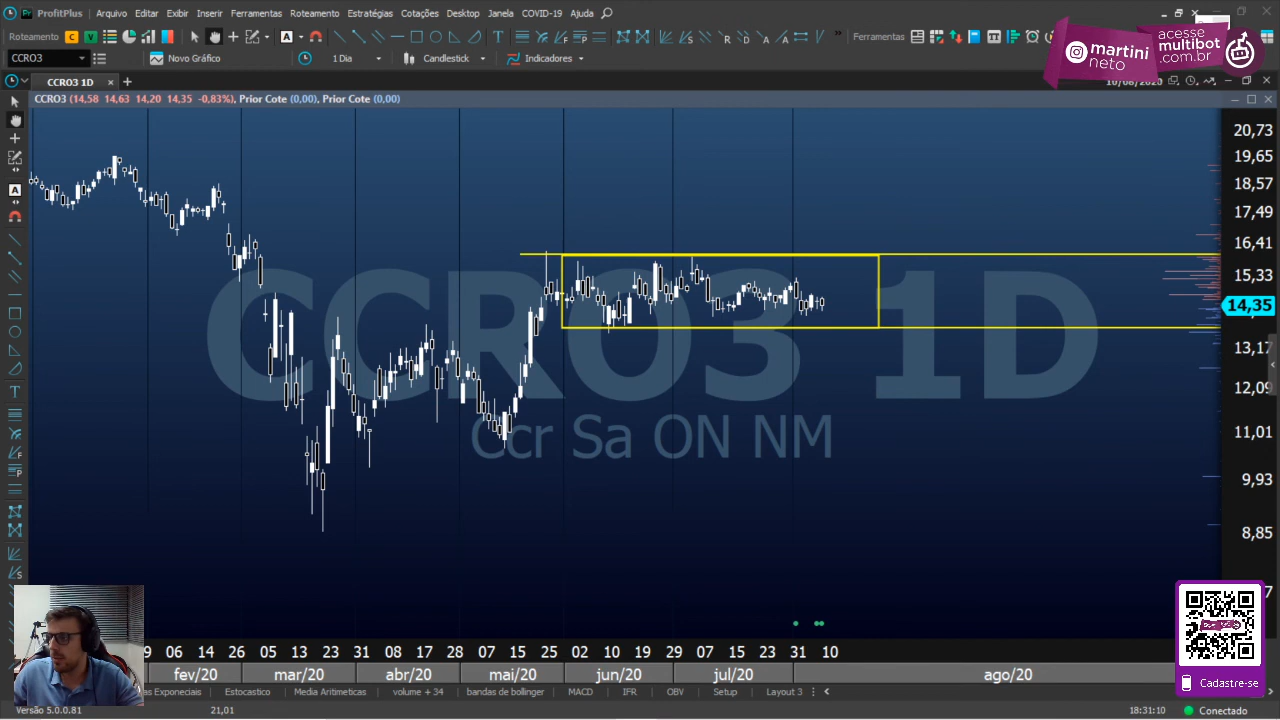 ProfitPlus Arquivo Editar Exibir Inserir Ferramentas Roteamento Estratégias Cotações Desktop Janela COVID-19 Ajuda
Roteamento C V A T F P S R D A A » Ferramentas
martini
neto
acesse
multibot
.com.br
CCRO3 Novo Gráfico 1 Dia Candlestick Indicadores
CCRO3 1D × +
10/08/2020
CCRO3 (14,58 14,63 14,20 14,35 -0,83%), Prior Cote (0,00), Prior Cote (0,00)
20,73
19,65
18,57
17,49
16,41
15,33
14,35
13,17
12,09
11,01
9,93
8,85
CCRO3 1D
Ccr Sa ON NM
06 14 26 05 13 23 31 08 17 28 07 15 25 02 10 19 29 07 15 23 31 10
fev/20 mar/20 abr/20 mai/20 jun/20 jul/20 ago/20
Exponenciais Estocastico Media Aritimeticas volume + 34 bandas de bollinger MACD IFR OBV Setup Layout 3
Cadastre-se
Versão 5.0.0.81 21,01 18:31:10 Conectado